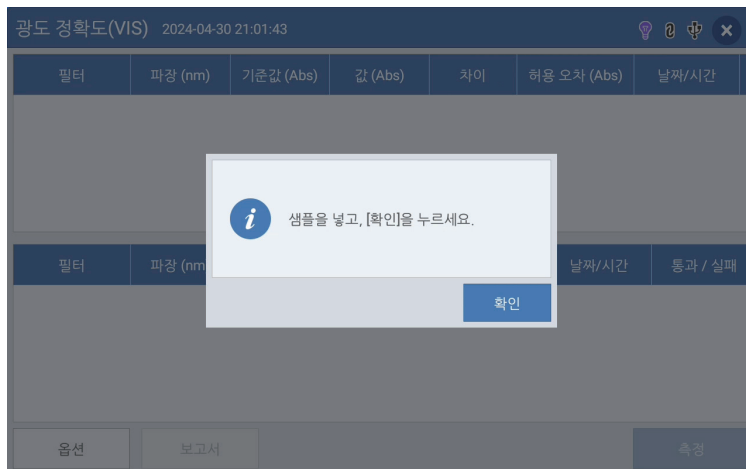 광도 정확도(VIS) 2024-04-30 21:01:43
필터 파장 (nm) 기준값 (Abs) 값 (Abs) 차이 허용 오차 (Abs) 날짜/시간
샘플을 넣고, [확인]을 누르세요.
필터 파장 (nm 날짜/시간 통과 / 실패
확인
옵션 보고서 측정